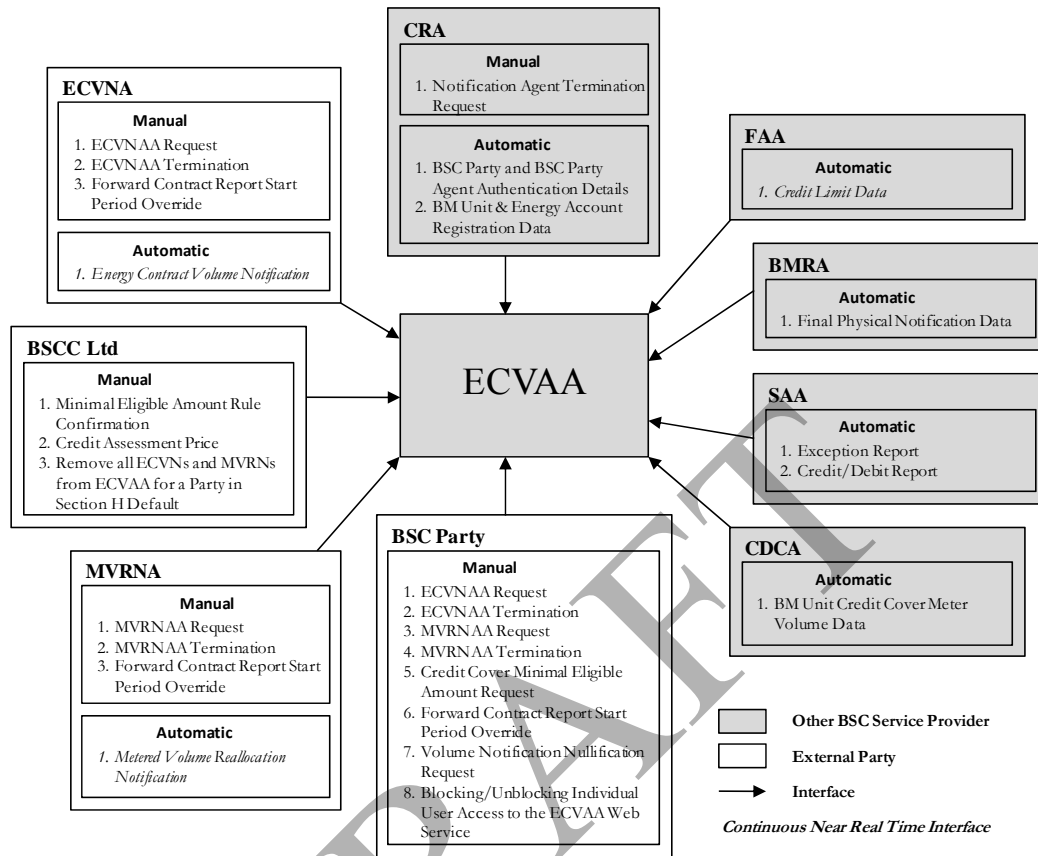 CRA
Manual
1. Notification Agent Termination
Request
Automatic
1. BSC Party and BSC Party
Agent Authentication Details
2. BM Unit & Energy Account
Registration Data
ECVNA
Manual
1. ECVNAA Request
2. ECVNAA Termination
3. Forward Contract Report Start
Period Override
Automatic
1. Energy Contract Volume Notification
FAA
Automatic
1. Credit Limit Data
BMRA
Automatic
1. Final Physical Notification Data
BSCC Ltd
Manual
1. Minimal Eligible Amount Rule
Confirmation
2. Credit Assessment Price
3. Remove all ECVNs and MVRNs
from ECVAA for a Party in
Section H Default
ECVAA
SAA
Automatic
1. Exception Report
2. Credit/Debit Report
MVRNA
Manual
1. MVRNAA Request
2. MVRNAA Termination
3. Forward Contract Report Start
Period Override
Automatic
1. Metered Volume Reallocation
Notification
BSC Party
Manual
1. ECVNAA Request
2. ECVNAA Termination
3. MVRNAA Request
4. MVRNAA Termination
5. Credit Cover Minimal Eligible
Amount Request
6. Forward Contract Report Start
Period Override
7. Volume Notification Nullification
Request
8. Blocking/Unblocking Individual
User Access to the ECVAA Web
Service
CDCA
Automatic
1. BM Unit Credit Cover Meter
Volume Data
Other BSC Service Provider
External Party
Interface
Continuous Near Real Time Interface